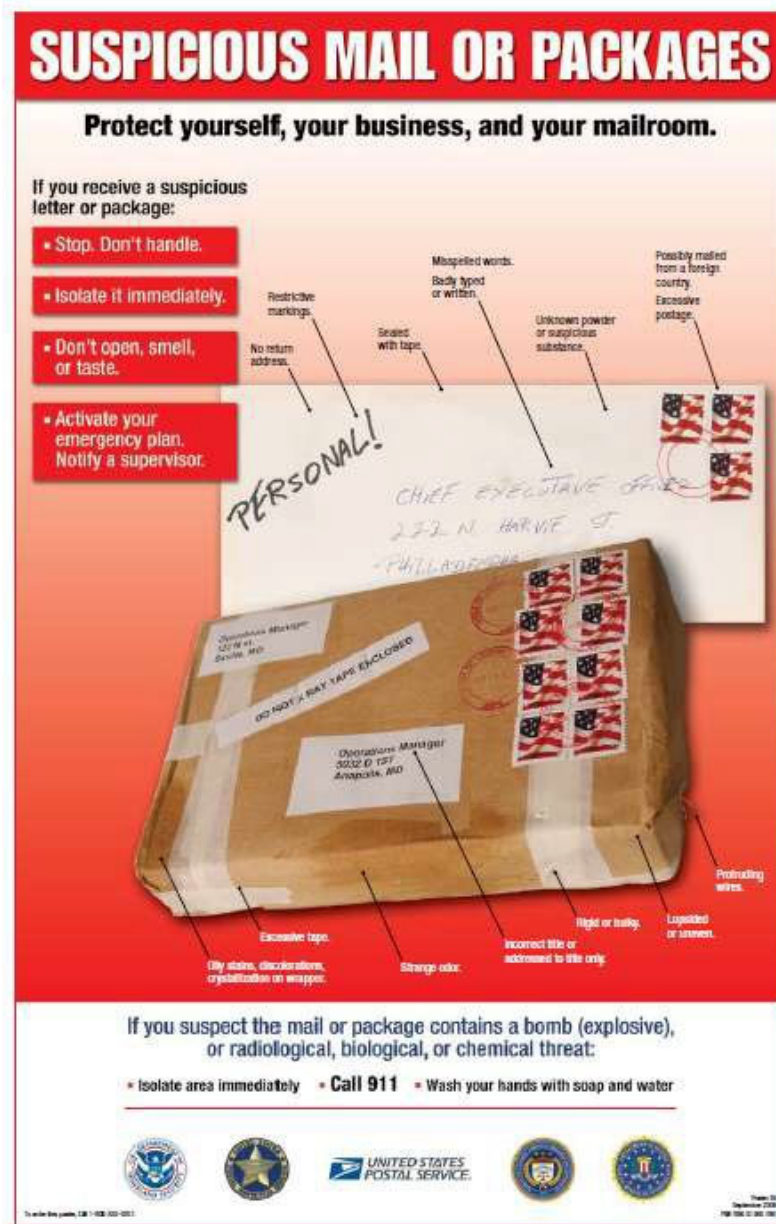 SUSPICIOUS MAIL OR PACKAGES
Protect yourself, your business, and your mailroom.
If you receive a suspicious
letter or package:
▪ Stop. Don't handle.
▪ Isolate it immediately.
▪ Don't open, smell,
or taste.
▪ Activate your
emergency plan.
Notify a supervisor.
Restrictive
markings.
No return
address.
Sealed
with tape.
Misspelled words.
Badly typed
or written.
Unknown powder
or suspicious
substance.
Possibly mailed
from a foreign
country.
Excessive
postage.
PERSONAL!
CHIEF EXECUTAVE OFFICER
222 N HARVIE ST.
Operations Manager
DO NOT X RAY TAPE ENCLOSED
Operations Manager
5032 D 1ST
Anapolis, MD
Protruding
wires.
Lopsided
or uneven.
Rigid or bulky.
Incorrect title or
addressed to title only.
Strange odor.
Excessive tape.
Oily stains, discolorations,
crystallization on wrapper.
If you suspect the mail or package contains a bomb (explosive),
or radiological, biological, or chemical threat:
▪ Isolate area immediately ▪ Call 911 ▪ Wash your hands with soap and water
UNITED STATES
POSTAL SERVICE.